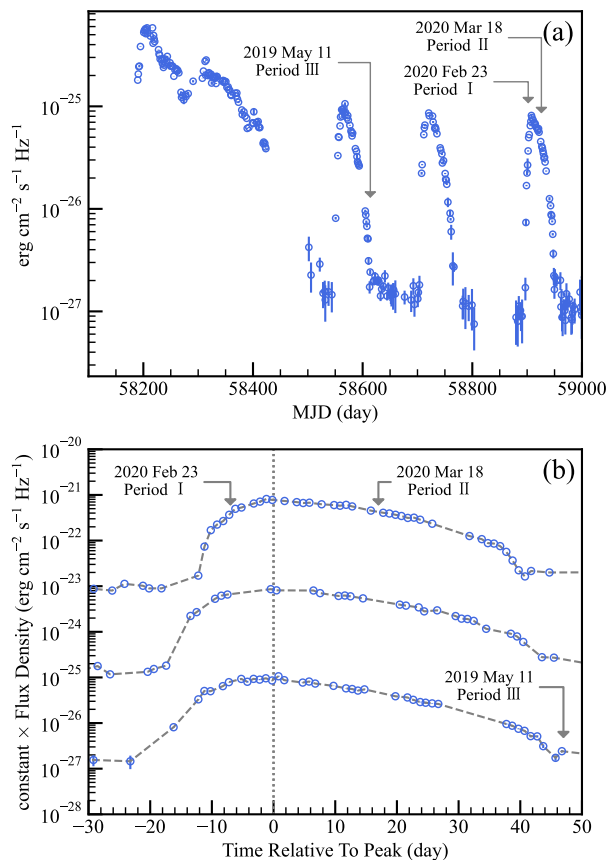 (a)
2019 May 11
Period III
2020 Mar 18
Period II
2020 Feb 23
Period I
10⁻²⁵
10⁻²⁶
10⁻²⁷
erg cm⁻² s⁻¹ Hz⁻¹
58200 58400 58600 58800 59000
MJD (day)
(b)
2020 Feb 23
Period I
2020 Mar 18
Period II
2019 May 11
Period III
10⁻²⁰
10⁻²¹
10⁻²²
10⁻²³
10⁻²⁴
10⁻²⁵
10⁻²⁶
10⁻²⁷
10⁻²⁸
constant × Flux Density (erg cm⁻² s⁻¹ Hz⁻¹)
−30 −20 −10 0 10 20 30 40 50
Time Relative To Peak (day)